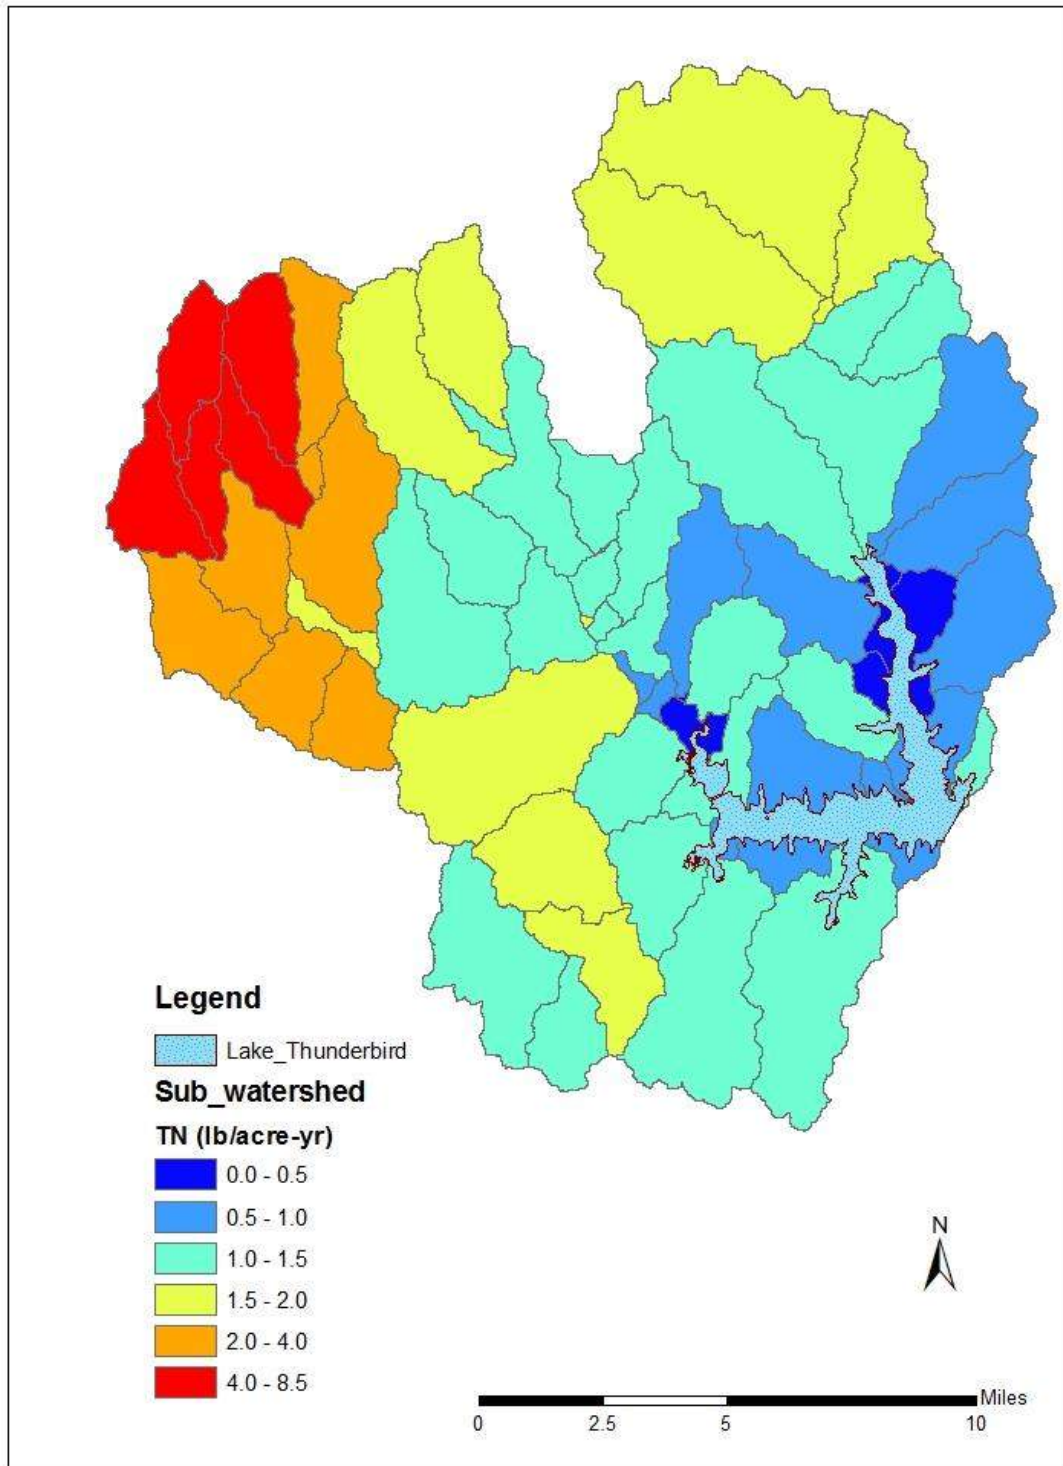 Legend
Lake_Thunderbird
Sub_watershed
TN (lb/acre-yr)
0.0 - 0.5
0.5 - 1.0
1.0 - 1.5
1.5 - 2.0
2.0 - 4.0
4.0 - 8.5
N
Miles
0 2.5 5 10